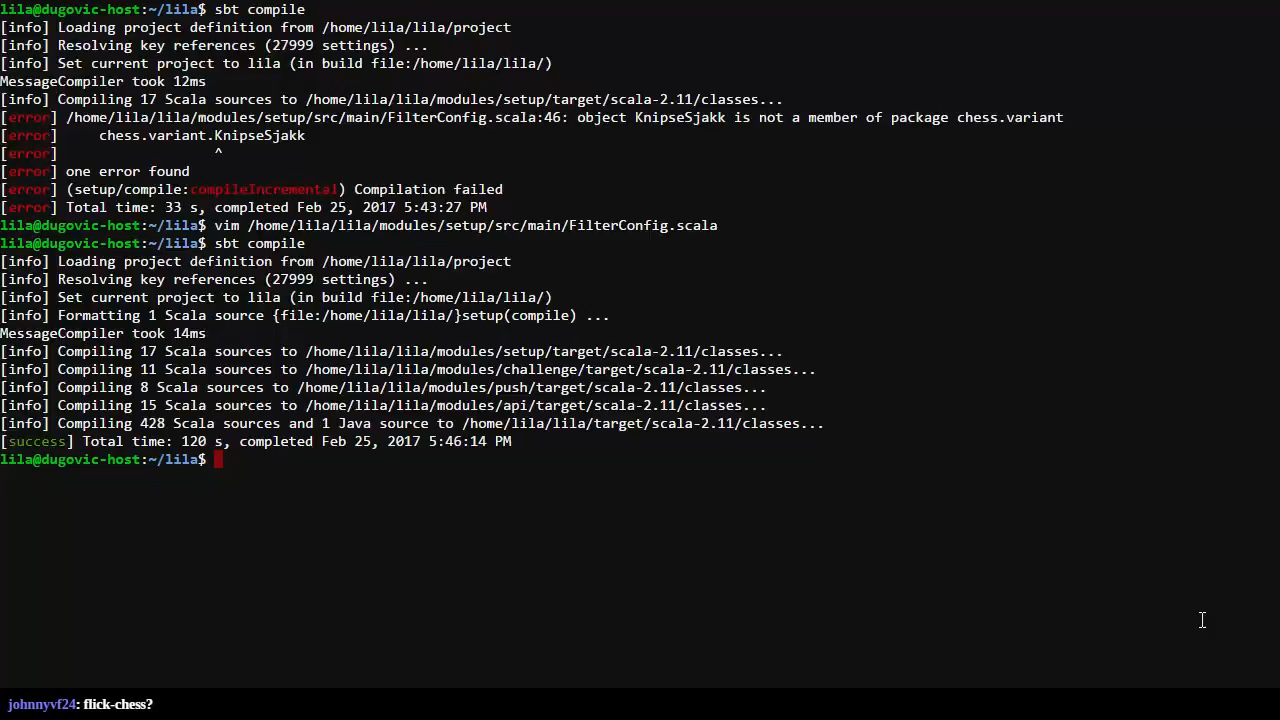 lila@dugovic-host:~/lila$ sbt compile
[info] Loading project definition from /home/lila/lila/project
[info] Resolving key references (27999 settings) ...
[info] Set current project to lila (in build file:/home/lila/lila/)
MessageCompiler took 12ms
[info] Compiling 17 Scala sources to /home/lila/lila/modules/setup/target/scala-2.11/classes...
[error] /home/lila/lila/modules/setup/src/main/FilterConfig.scala:46: object KnipseSjakk is not a member of package chess.variant
[error]     chess.variant.KnipseSjakk
[error]                   ^
[error] one error found
[error] (setup/compile:compileIncremental) Compilation failed
[error] Total time: 33 s, completed Feb 25, 2017 5:43:27 PM
lila@dugovic-host:~/lila$ vim /home/lila/lila/modules/setup/src/main/FilterConfig.scala
lila@dugovic-host:~/lila$ sbt compile
[info] Loading project definition from /home/lila/lila/project
[info] Resolving key references (27999 settings) ...
[info] Set current project to lila (in build file:/home/lila/lila/)
[info] Formatting 1 Scala source {file:/home/lila/lila/}setup(compile) ...
MessageCompiler took 14ms
[info] Compiling 17 Scala sources to /home/lila/lila/modules/setup/target/scala-2.11/classes...
[info] Compiling 11 Scala sources to /home/lila/lila/modules/challenge/target/scala-2.11/classes...
[info] Compiling 8 Scala sources to /home/lila/lila/modules/push/target/scala-2.11/classes...
[info] Compiling 15 Scala sources to /home/lila/lila/modules/api/target/scala-2.11/classes...
[info] Compiling 428 Scala sources and 1 Java source to /home/lila/lila/target/scala-2.11/classes...
[success] Total time: 120 s, completed Feb 25, 2017 5:46:14 PM
lila@dugovic-host:~/lila$
johnnyvf24: flick-chess?